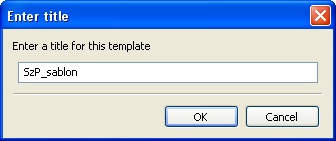 Enter title
Enter a title for this template
SzP_sablon
OK Cancel